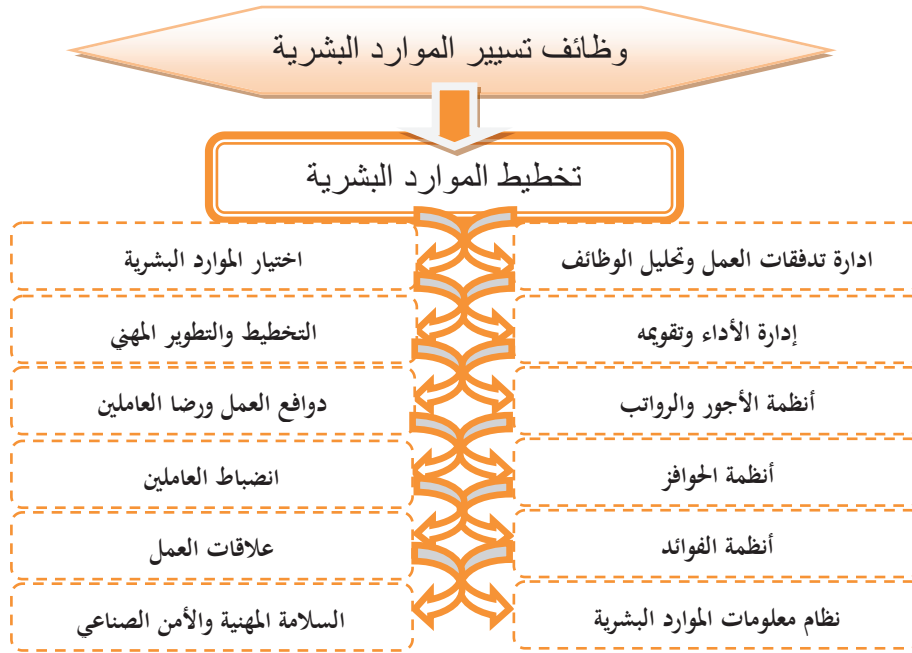 وظائف تسيير الموارد البشرية
تخطيط الموارد البشرية
ادارة تدفقات العمل وتحليل الوظائف
اختيار الموارد البشرية
إدارة الأداء وتقويمه
التخطيط والتطوير المهني
أنظمة الأجور والرواتب
دوافع العمل ورضا العاملين
أنظمة الحوافز
انضباط العاملين
أنظمة الفوائد
علاقات العمل
نظام معلومات الموارد البشرية
السلامة المهنية والأمن الصناعي